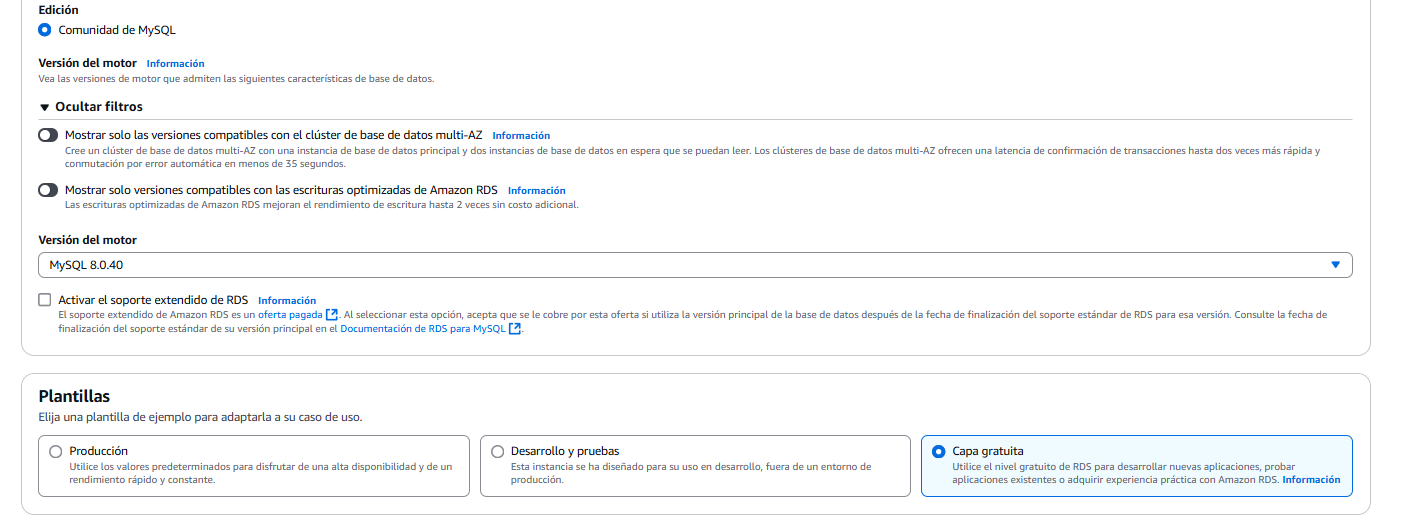 Edición
Comunidad de MySQL
Versión del motor Información
Vea las versiones de motor que admiten las siguientes características de base de datos.
Ocultar filtros
Mostrar solo las versiones compatibles con el clúster de base de datos multi-AZ Información
Cree un clúster de base de datos multi-AZ con una instancia de base de datos principal y dos instancias de base de datos en espera que se puedan leer. Los clústeres de base de datos multi-AZ ofrecen una latencia de confirmación de transacciones hasta dos veces más rápida y
conmutación por error automática en menos de 35 segundos.
Mostrar solo versiones compatibles con las escrituras optimizadas de Amazon RDS Información
Las escrituras optimizadas de Amazon RDS mejoran el rendimiento de escritura hasta 2 veces sin costo adicional.
Versión del motor
MySQL 8.0.40
Activar el soporte extendido de RDS Información
El soporte extendido de Amazon RDS es un oferta pagada. Al seleccionar esta opción, acepta que se le cobre por esta oferta si utiliza la versión principal de la base de datos después de la fecha de finalización del soporte estándar de RDS para esa versión. Consulte la fecha de
finalización del soporte estándar de su versión principal en el Documentación de RDS para MySQL.
Plantillas
Elija una plantilla de ejemplo para adaptarla a su caso de uso.
Producción
Utilice los valores predeterminados para disfrutar de una alta disponibilidad y de un
rendimiento rápido y constante.
Desarrollo y pruebas
Esta instancia se ha diseñado para su uso en desarrollo, fuera de un entorno de
producción.
Capa gratuita
Utilice el nivel gratuito de RDS para desarrollar nuevas aplicaciones, probar
aplicaciones existentes o adquirir experiencia práctica con Amazon RDS. Información